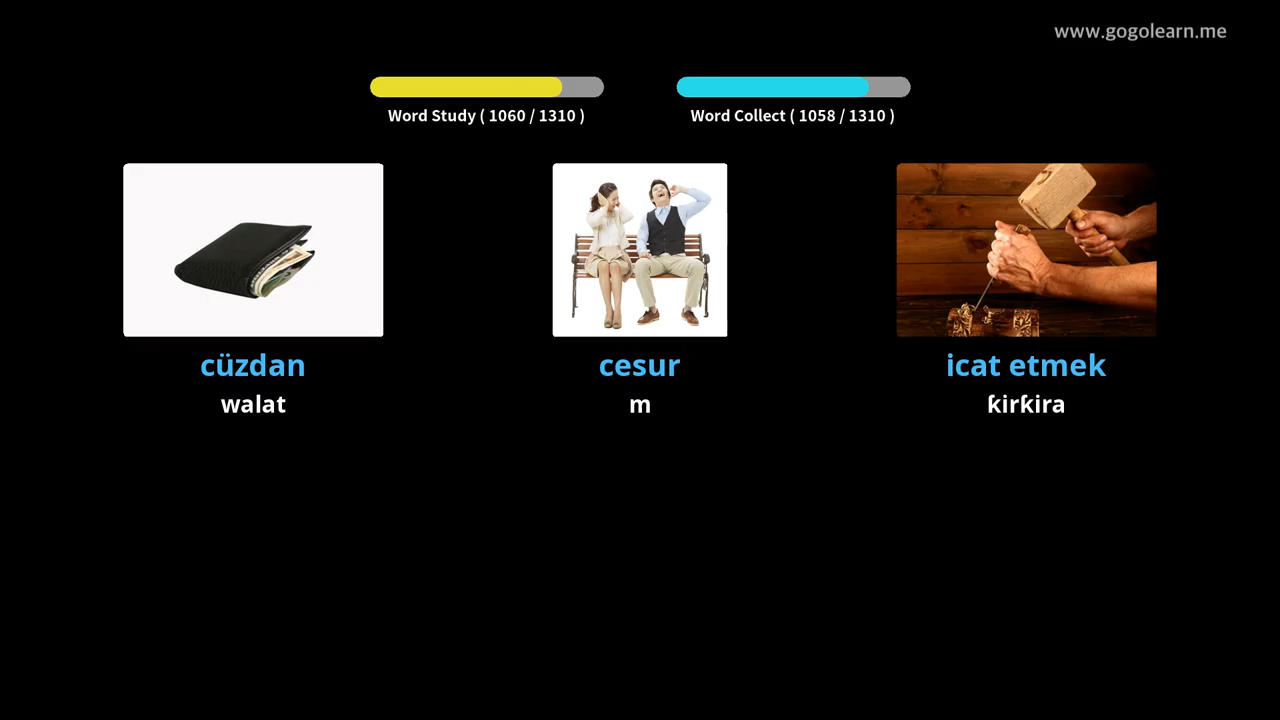 www.gogolearn.me
Word Study ( 1060 / 1310 )
Word Collect ( 1058 / 1310 )
cüzdan
walat
cesur
m
icat etmek
ƙirƙira